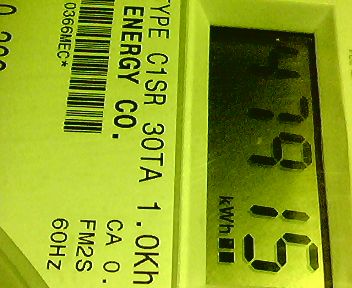 47915
kWh
TYPE C1SR 30TA 1.0Kh
ENERGY CO.
CA 0.
FM2S
0366MEC*
60HZ